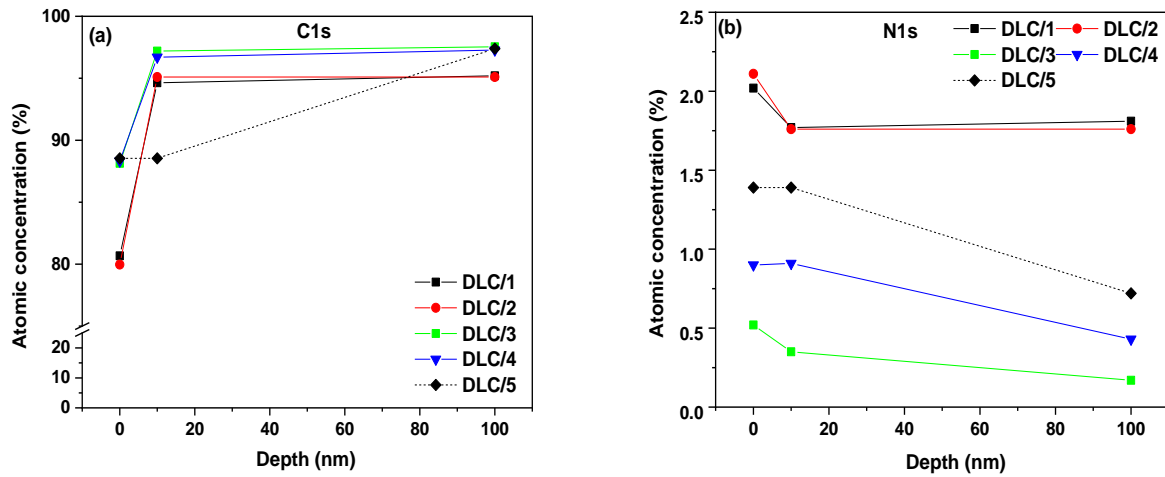 (a)
C1s
Atomic concentration (%)
100
90
80
20
15
10
5
0
DLC/1
DLC/2
DLC/3
DLC/4
DLC/5
0 20 40 60 80 100
Depth (nm)
(b)
N1s
DLC/1 DLC/2
DLC/3 DLC/4
DLC/5
Atomic concentration (%)
2.5
2.0
1.5
1.0
0.5
0.0
0 20 40 60 80 100
Depth (nm)